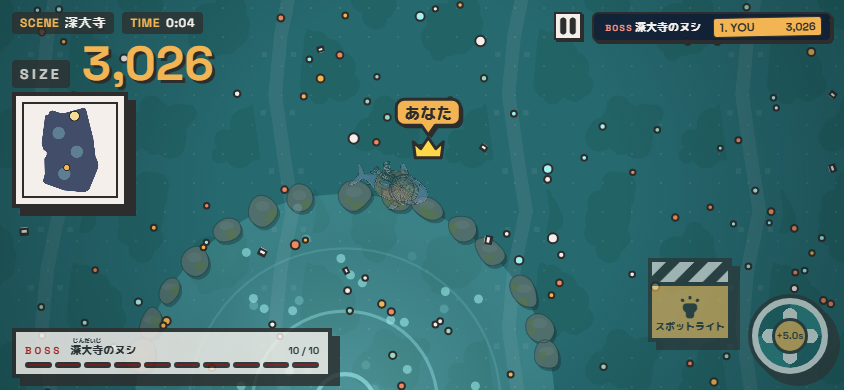 SCENE 深大寺 TIME 0:04
SIZE 3,026
BOSS 深大寺のヌシ 1. YOU 3,026
あなた
スポットライト
+5.0s
じんだいじ
BOSS 深大寺のヌシ 10 / 10